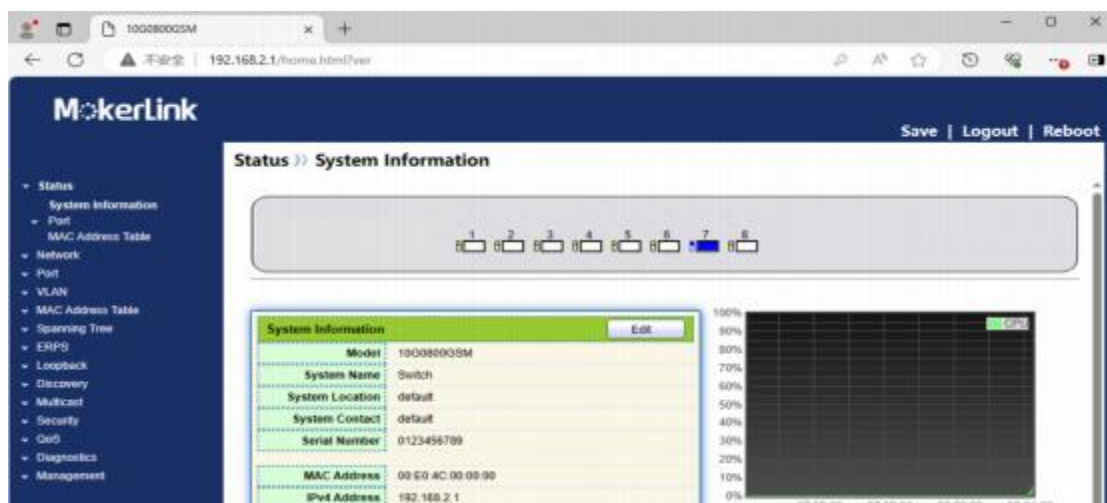 10G0800GSM
不安全 192.168.2.1/home.html?ver
MokerLink
Save | Logout | Reboot
Status 》 System Information
Status
System Information
Port
MAC Address Table
Network
Port
VLAN
MAC Address Table
Spanning Tree
ERPS
Loopback
Discovery
Multicast
Security
QoS
Diagnostics
Management
1 2 3 4 5 6 7 8
System Information Edit
Model 10G0800GSM
System Name Switch
System Location default
System Contact default
Serial Number 0123456789
MAC Address 00:E0:4C:00:00:00
IPv4 Address 192.168.2.1
CPU
100%
90%
80%
70%
60%
50%
40%
30%
20%
10%
0%